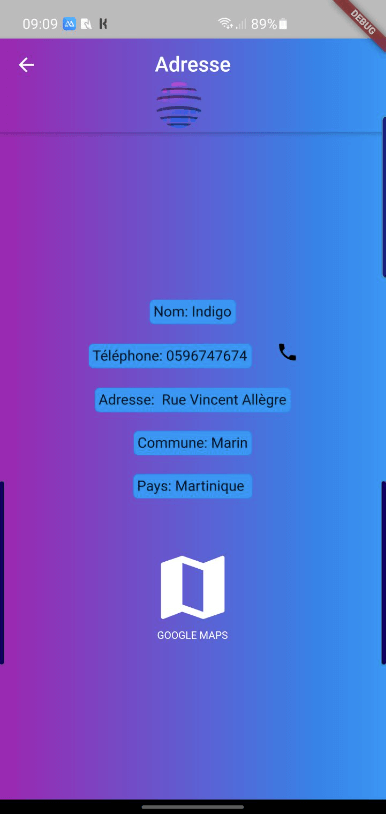 09:09
89%
DEBUG
Adresse
Nom: Indigo
Téléphone: 0596747674
Adresse:  Rue Vincent Allègre
Commune: Marin
Pays: Martinique
GOOGLE MAPS